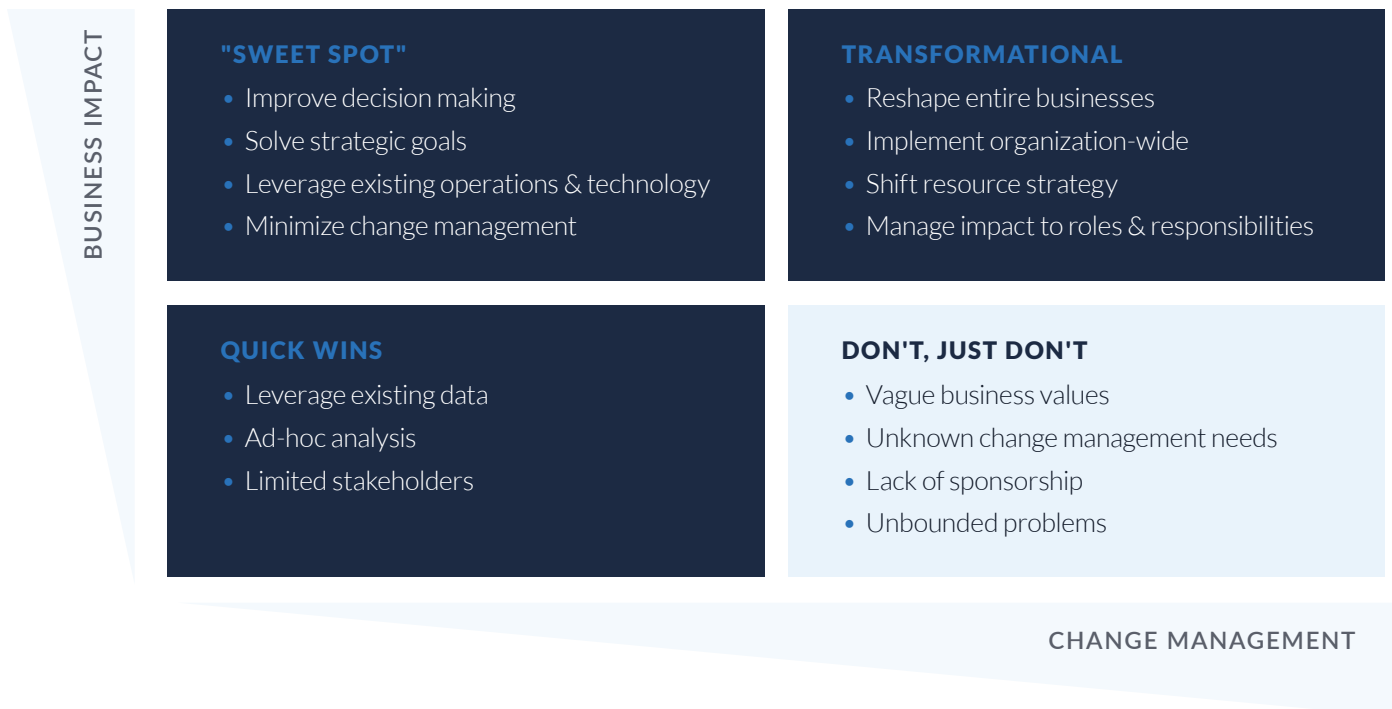 BUSINESS IMPACT
"SWEET SPOT"
• Improve decision making
• Solve strategic goals
• Leverage existing operations & technology
• Minimize change management
TRANSFORMATIONAL
• Reshape entire businesses
• Implement organization-wide
• Shift resource strategy
• Manage impact to roles & responsibilities
QUICK WINS
• Leverage existing data
• Ad-hoc analysis
• Limited stakeholders
DON'T, JUST DON'T
• Vague business values
• Unknown change management needs
• Lack of sponsorship
• Unbounded problems
CHANGE MANAGEMENT